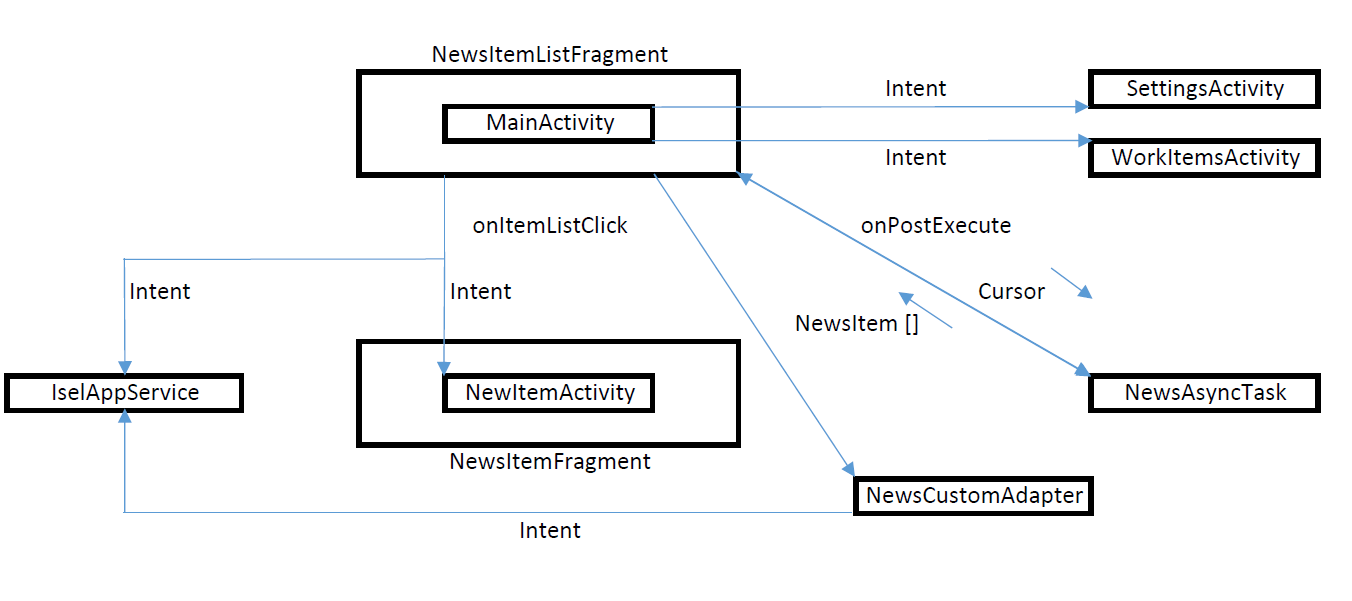 NewsItemListFragment
Intent
SettingsActivity
MainActivity
Intent
WorkItemsActivity
onItemListClick
onPostExecute
Intent
Intent
Cursor
NewsItem []
IselAppService
NewItemActivity
NewsAsyncTask
NewsItemFragment
NewsCustomAdapter
Intent